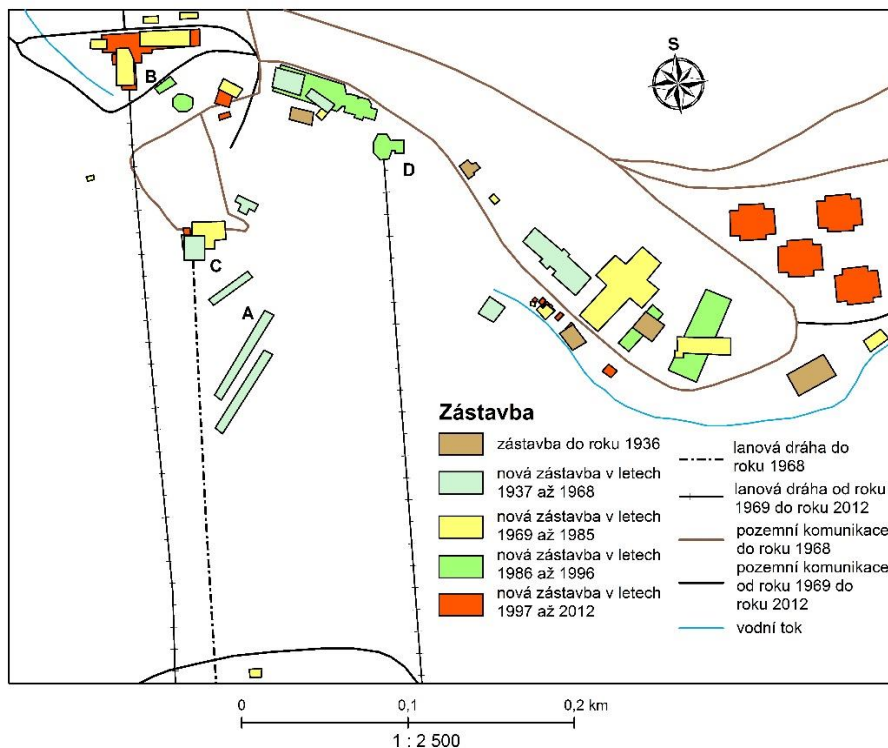 S
B
D
C
A
Zástavba
zástavba do roku 1936
nová zástavba v letech
1937 až 1968
nová zástavba v letech
1969 až 1985
nová zástavba v letech
1986 až 1996
nová zástavba v letech
1997 až 2012
lanová dráha do
roku 1968
lanová dráha od roku
1969 do roku 2012
pozemní komunikace
do roku 1968
pozemní komunikace
od roku 1969 do
roku 2012
vodní tok
0
0,1
0,2 km
1 : 2 500